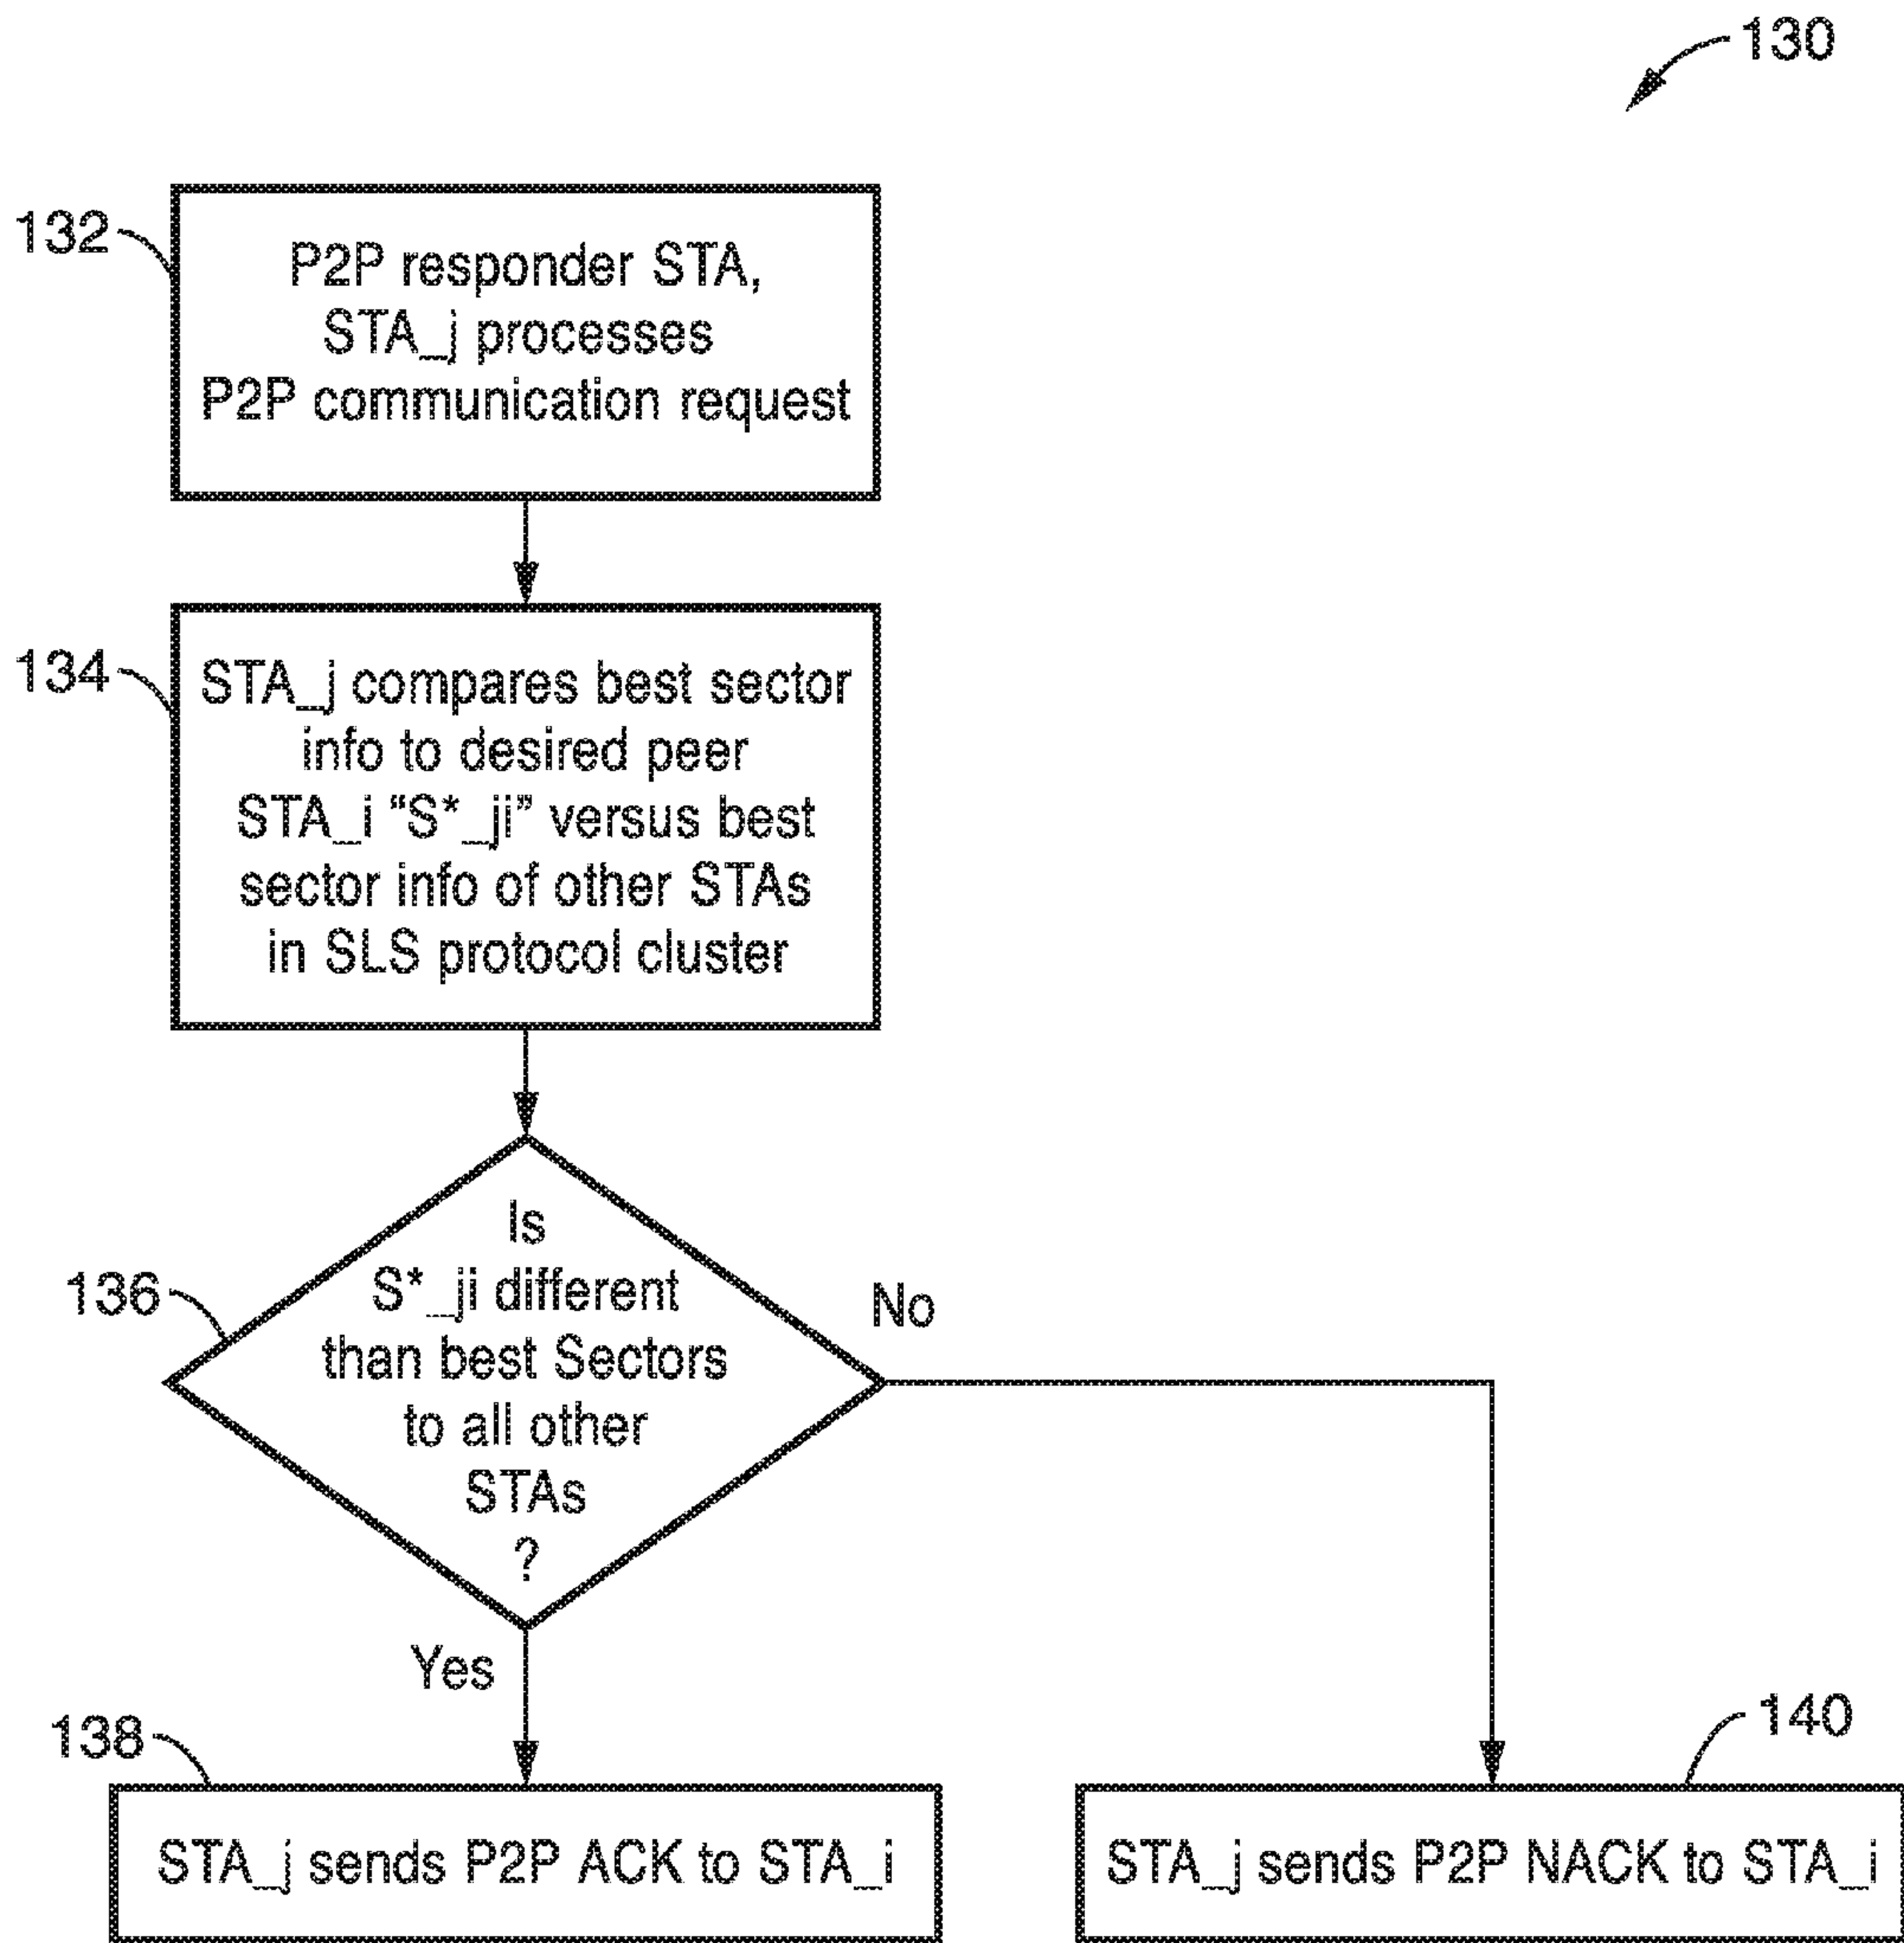 130
132
P2P responder STA,
STA_j processes
P2P communication request
134
STA_j compares best sector
info to desired peer
STA_i “S*_ji” versus best
sector info of other STAs
in SLS protocol cluster
136
Is
S*_ji different
than best Sectors
to all other
STAs
?
No
Yes
138
STA_j sends P2P ACK to STA_i
140
STA_j sends P2P NACK to STA_i